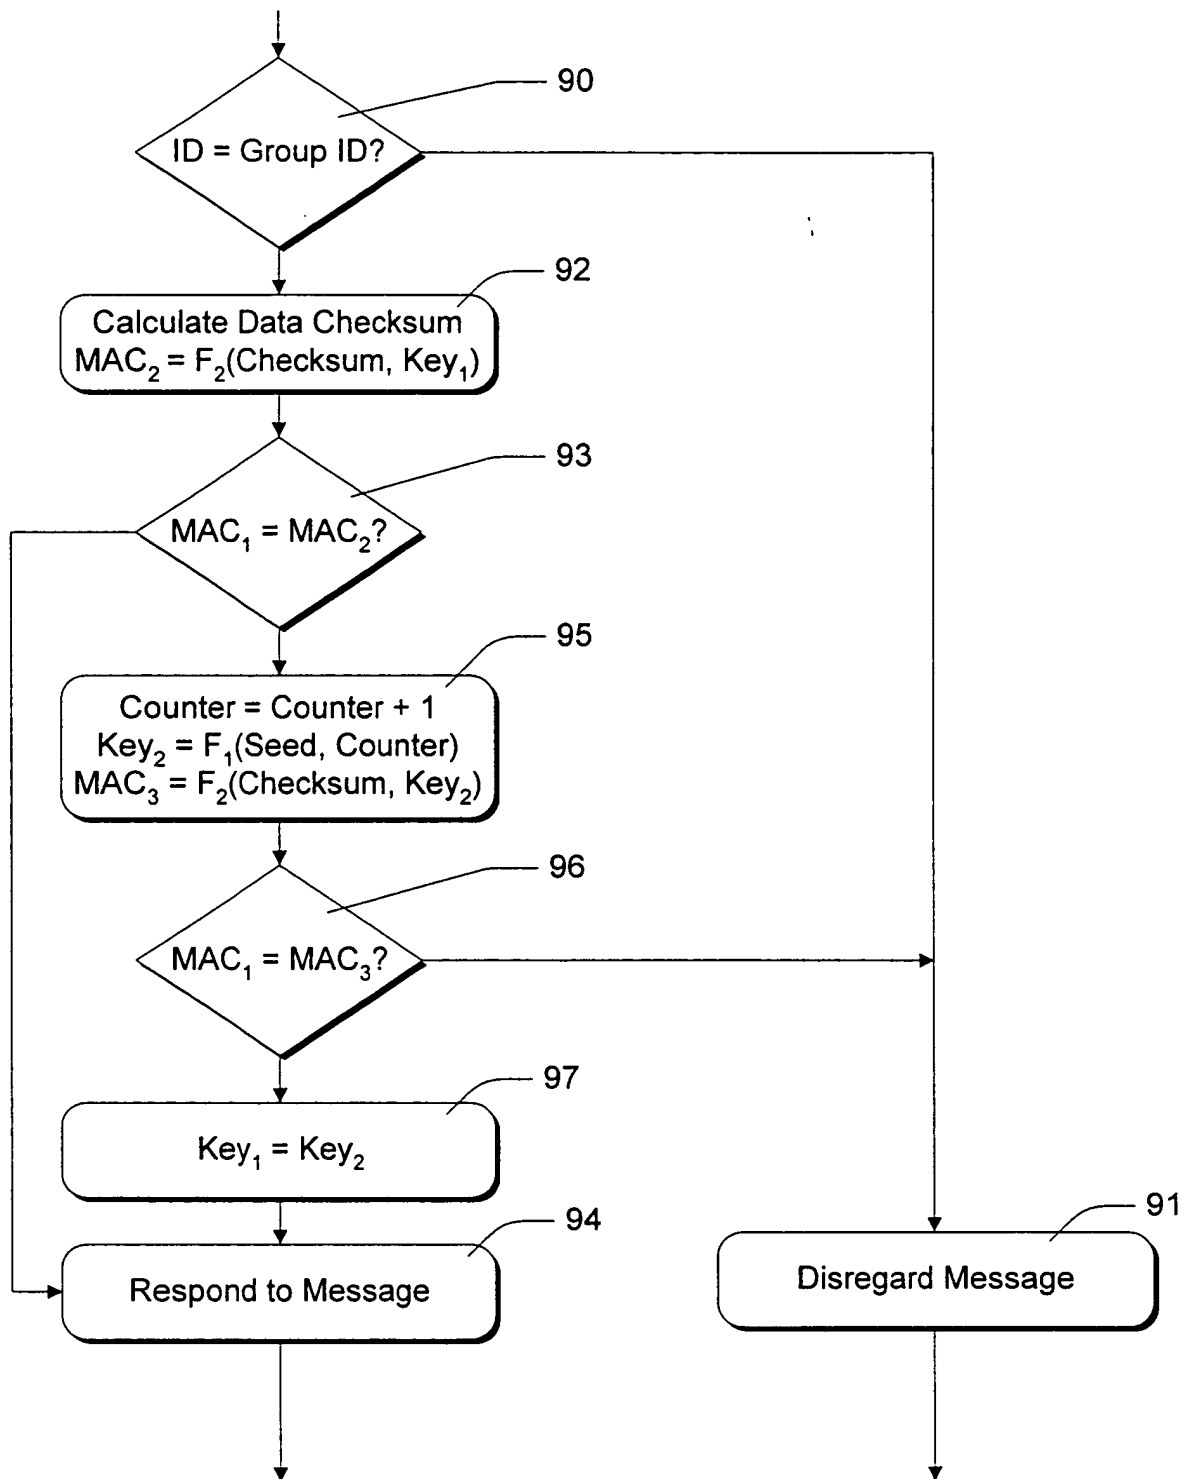 90
ID = Group ID?
92
Calculate Data Checksum
MAC₂ = F₂(Checksum, Key₁)
93
MAC₁ = MAC₂?
95
Counter = Counter + 1
Key₂ = F₁(Seed, Counter)
MAC₃ = F₂(Checksum, Key₂)
96
MAC₁ = MAC₃?
97
Key₁ = Key₂
94
Respond to Message
91
Disregard Message